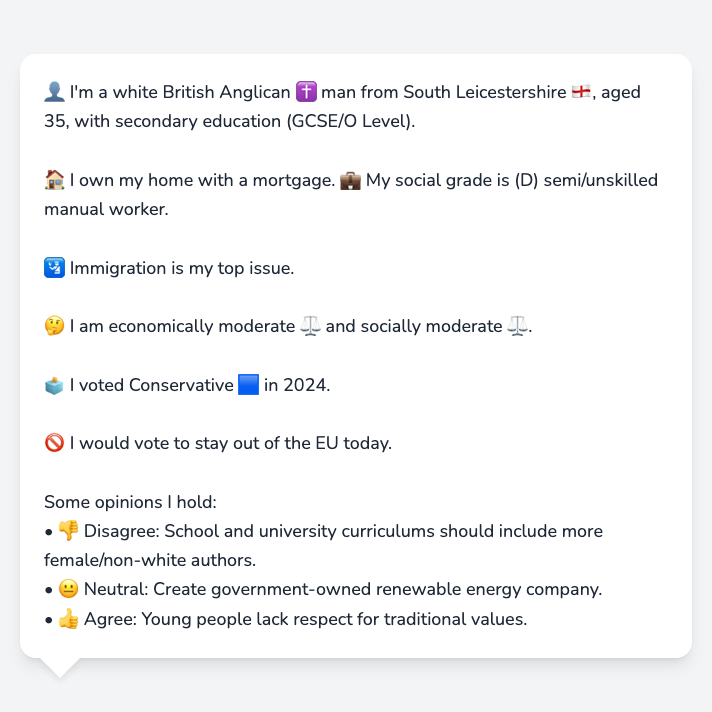 👤 I'm a white British Anglican ✝️ man from South Leicestershire 🏴󠁧󠁢󠁥󠁮󠁧󠁿, aged
35, with secondary education (GCSE/O Level).
🏠 I own my home with a mortgage. 💼 My social grade is (D) semi/unskilled
manual worker.
🛂 Immigration is my top issue.
🤔 I am economically moderate ⚖️ and socially moderate ⚖️.
🗳️ I voted Conservative 🟦 in 2024.
🚫 I would vote to stay out of the EU today.
Some opinions I hold:
• 👎 Disagree: School and university curriculums should include more
female/non-white authors.
• 😐 Neutral: Create government-owned renewable energy company.
• 👍 Agree: Young people lack respect for traditional values.